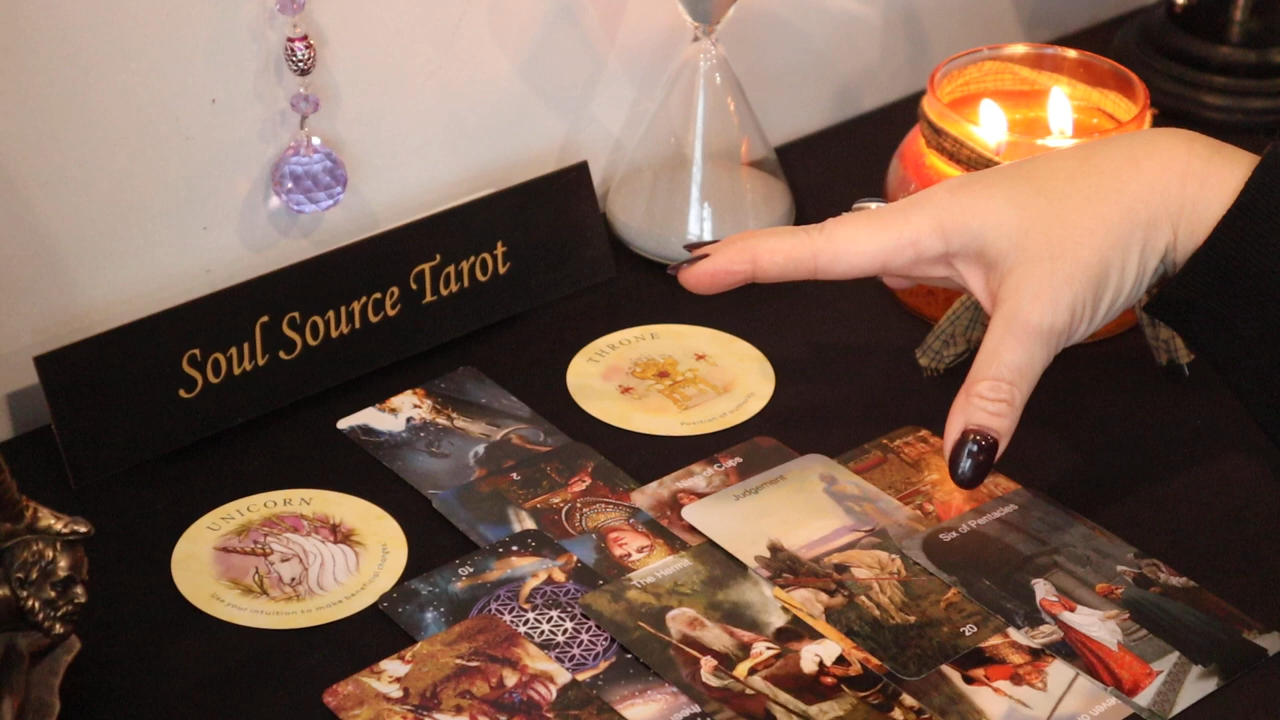 Soul Source Tarot
THRONE
Position of authority
UNICORN
Use your intuition to make beneficial changes
2
of Cups
Judgement
20
Six of Pentacles
The Hermit
10